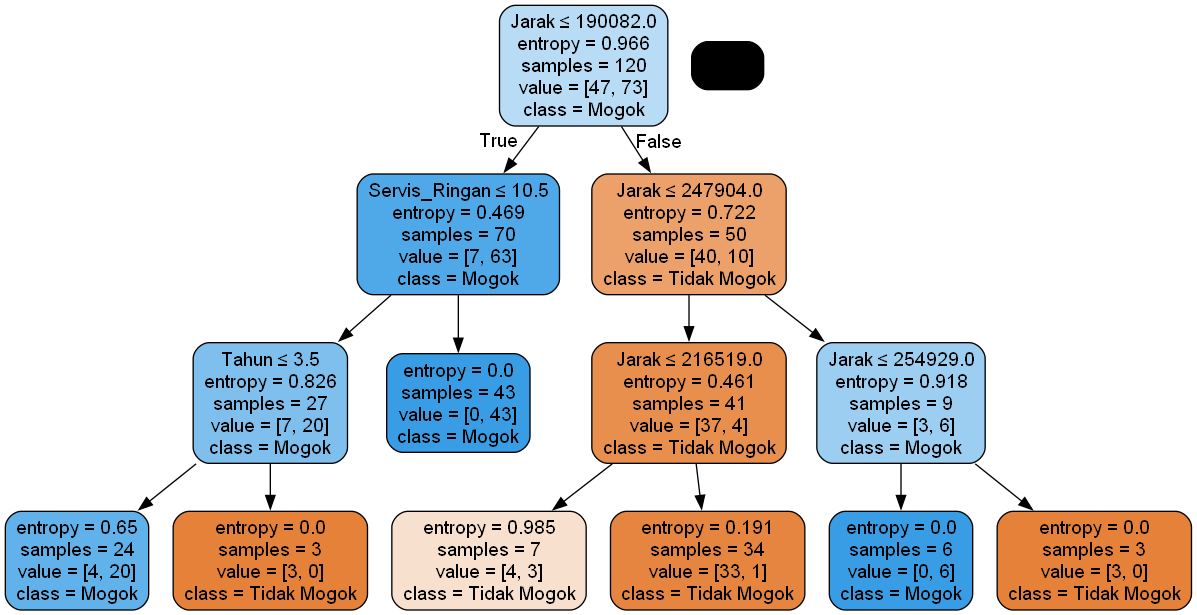 Jarak ≤ 190082.0
entropy = 0.966
samples = 120
value = [47, 73]
class = Mogok
True
False
Servis_Ringan ≤ 10.5
entropy = 0.469
samples = 70
value = [7, 63]
class = Mogok
Jarak ≤ 247904.0
entropy = 0.722
samples = 50
value = [40, 10]
class = Tidak Mogok
Tahun ≤ 3.5
entropy = 0.826
samples = 27
value = [7, 20]
class = Mogok
entropy = 0.0
samples = 43
value = [0, 43]
class = Mogok
Jarak ≤ 216519.0
entropy = 0.461
samples = 41
value = [37, 4]
class = Tidak Mogok
Jarak ≤ 254929.0
entropy = 0.918
samples = 9
value = [3, 6]
class = Mogok
entropy = 0.65
samples = 24
value = [4, 20]
class = Mogok
entropy = 0.0
samples = 3
value = [3, 0]
class = Tidak Mogok
entropy = 0.985
samples = 7
value = [4, 3]
class = Tidak Mogok
entropy = 0.191
samples = 34
value = [33, 1]
class = Tidak Mogok
entropy = 0.0
samples = 6
value = [0, 6]
class = Mogok
entropy = 0.0
samples = 3
value = [3, 0]
class = Tidak Mogok